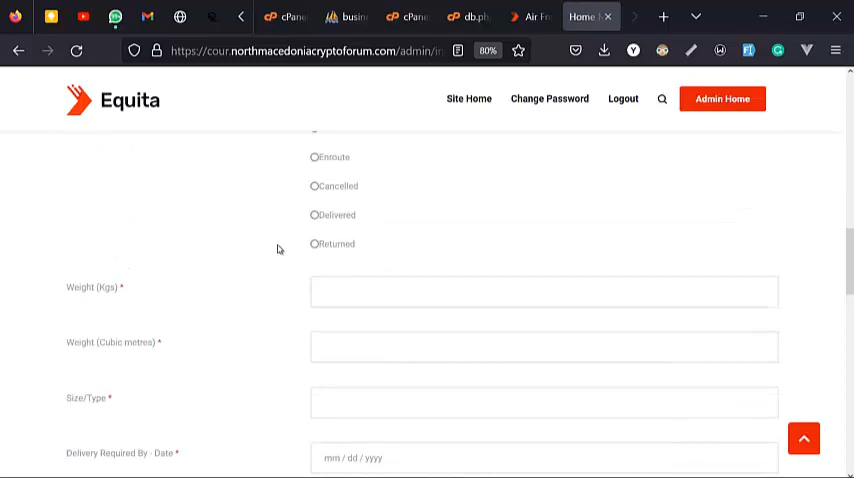 cPane
busin
cPane
db.ph
Air Fre
Home M
https://cour.northmacedoniacryptoforum.com/admin/in
80%
Equita
Site Home
Change Password
Logout
Admin Home
Enroute
Cancelled
Delivered
Returned
Weight (Kgs) *
Weight (Cubic metres) *
Size/Type *
Delivery Required By - Date *
mm / dd / yyyy